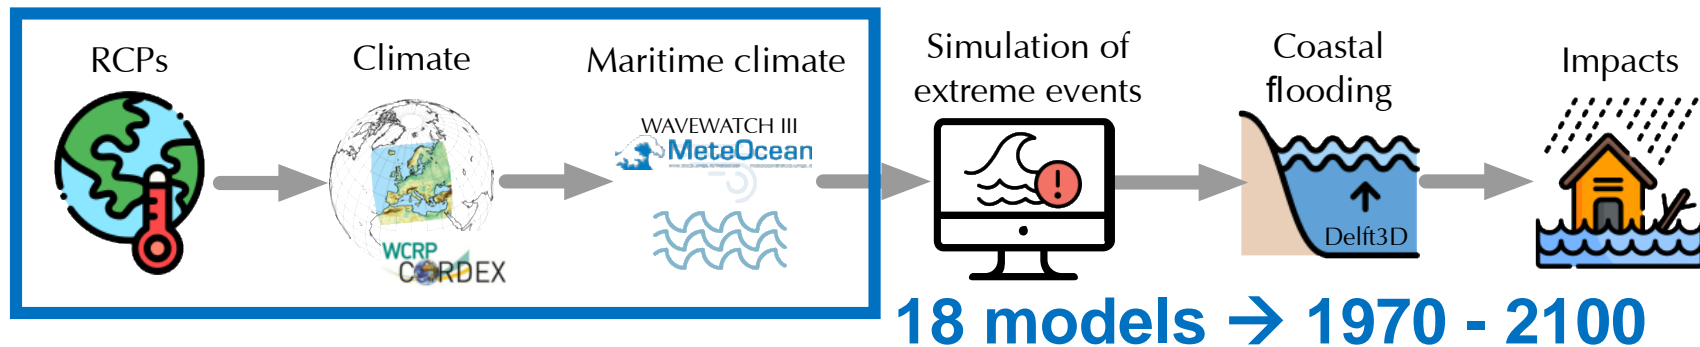 RCPs
Climate
Maritime climate
Simulation of
extreme events
Coastal
flooding
Impacts
WAVEWATCH III
MeteOcean
WCRP
CORDEX
Delft3D
18 models → 1970 - 2100